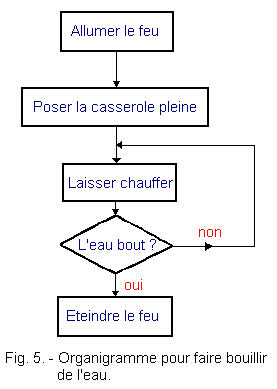 Allumer le feu
Poser la casserole pleine
Laisser chauffer
L'eau bout ?
non
oui
Eteindre le feu
Fig. 5. - Organigramme pour faire bouillir
de l'eau.